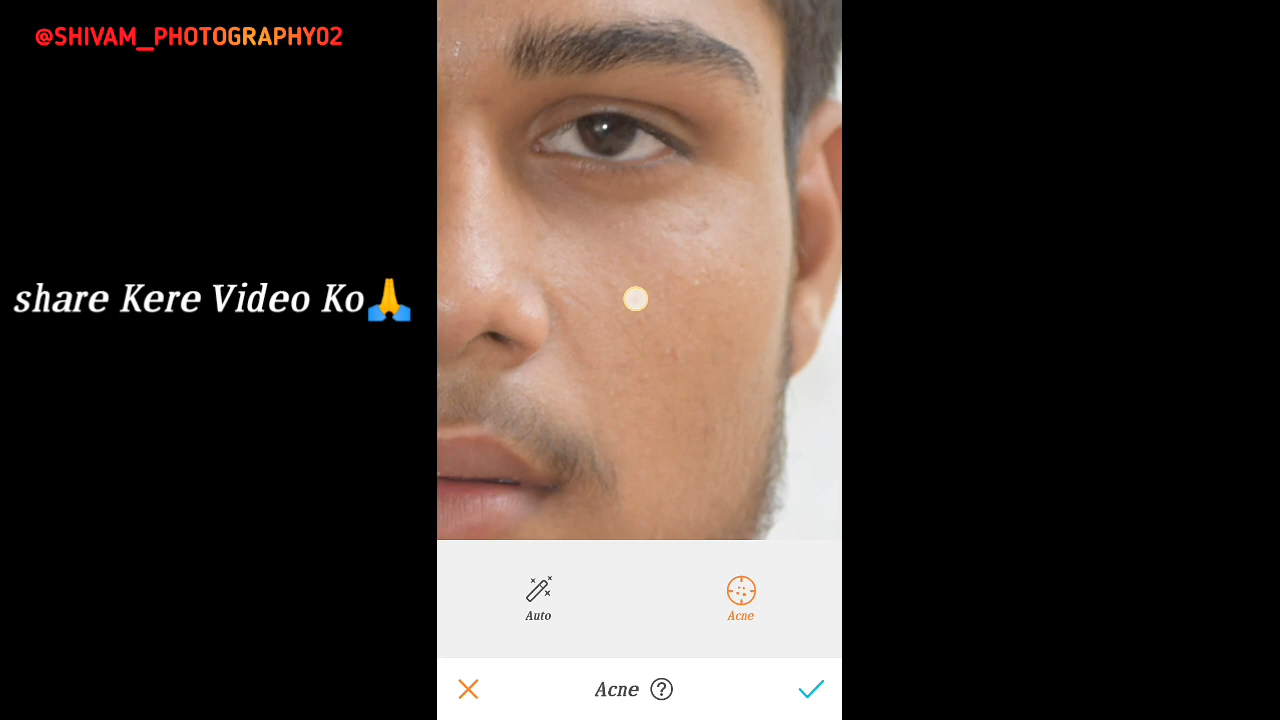 @SHIVAM_PHOTOGRAPHY02
share Kere Video Ko🙏
Auto
Acne
Acne ?